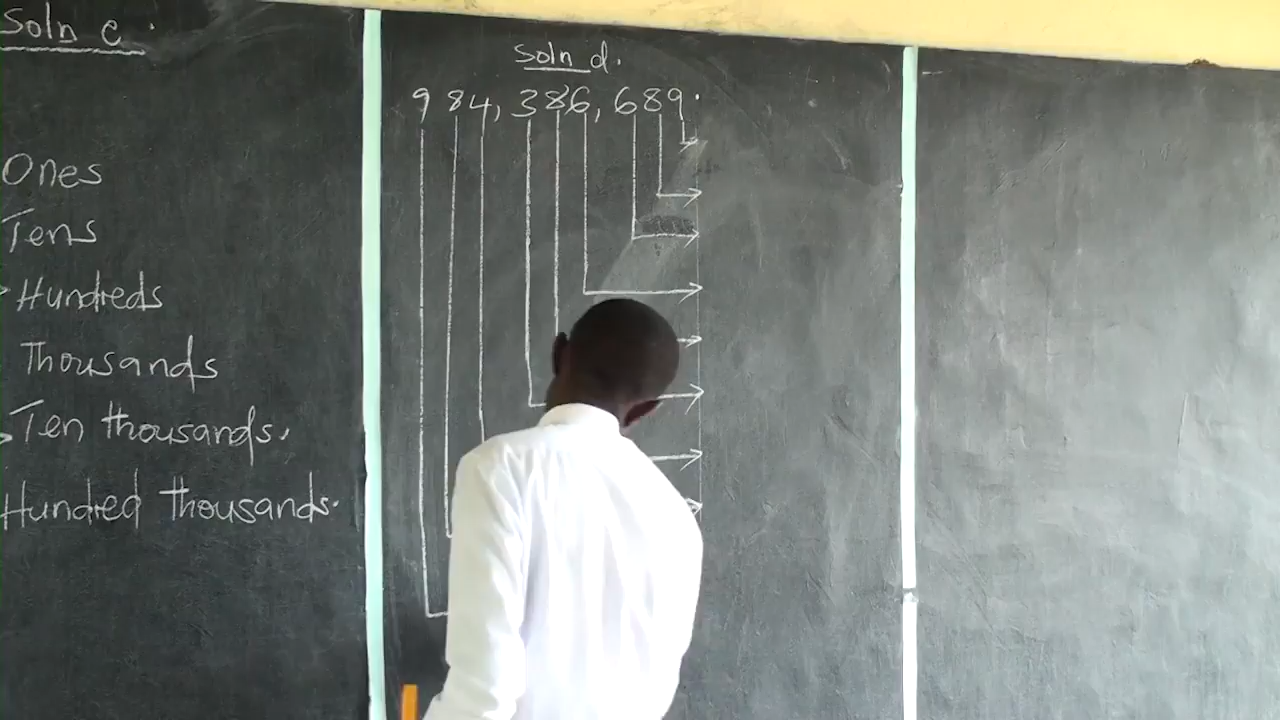 Soln c.
Ones
Tens
Hundreds
Thousands
Ten thousands.
Hundred thousands.
Soln d.
984,386,689.